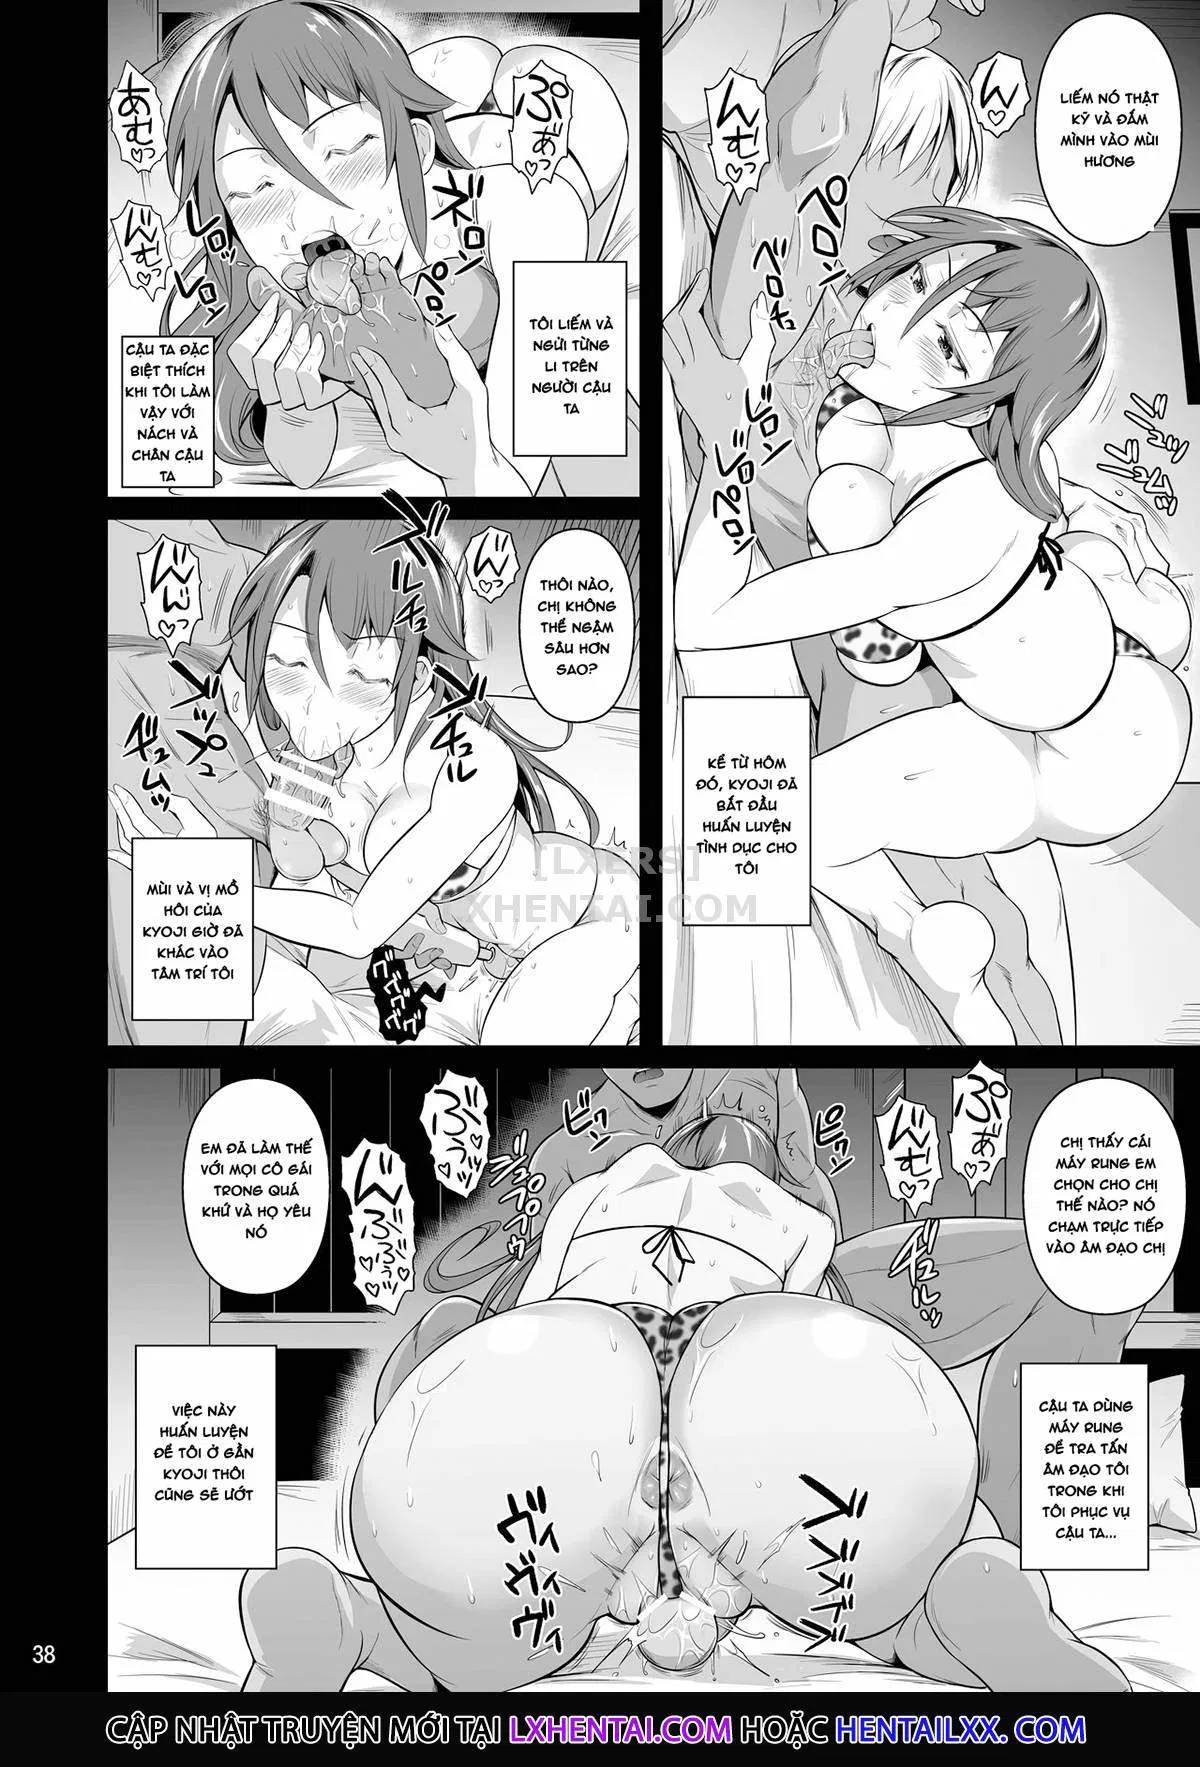 LIẾM NÓ THẬT
KỸ VÀ ĐẮM
MÌNH VÀO MÙI
HƯƠNG
KỂ TỪ HÔM
ĐÓ, KYOJI ĐÃ
BẮT ĐẦU
HUẤN LUYỆN
TÌNH DỤC CHO
TÔI
TÔI LIẾM VÀ
NGỬI TỪNG
LI TRÊN
NGƯỜI CẬU
TA
CẬU TA ĐẶC
BIỆT THÍCH
KHI TÔI LÀM
VẬY VỚI
NÁCH VÀ
CHÂN CẬU
TA
THÔI NÀO,
CHỊ KHÔNG
THỂ NGẬM
SÂU HƠN
SAO?
MÙI VÀ VỊ MỒ
HÔI CỦA
KYOJI GIỜ ĐÃ
KHẮC VÀO
TÂM TRÍ TÔI
[LXERS]
XHENTAI.COM
CHỊ THẤY CÁI
MÁY RUNG EM
CHỌN CHO CHỊ
THẾ NÀO? NÓ
CHẠM TRỰC TIẾP
VÀO ÂM ĐẠO CHỊ
CẬU TA DÙNG
MÁY RUNG
ĐỂ TRA TẤN
ÂM ĐẠO TÔI
TRONG KHI
TÔI PHỤC VỤ
CẬU TA...
EM ĐÃ LÀM THẾ
VỚI MỌI CÔ GÁI
TRONG QUÁ
KHỨ VÀ HỌ YÊU
NÓ
VIỆC NÀY
HUẤN LUYỆN
ĐỂ TÔI Ở GẦN
KYOJI THÔI
CŨNG SẼ ƯỚT
38
CẬP NHẬT TRUYỆN MỚI TẠI LXHENTAI.COM HOẶC HENTAILXX. COM